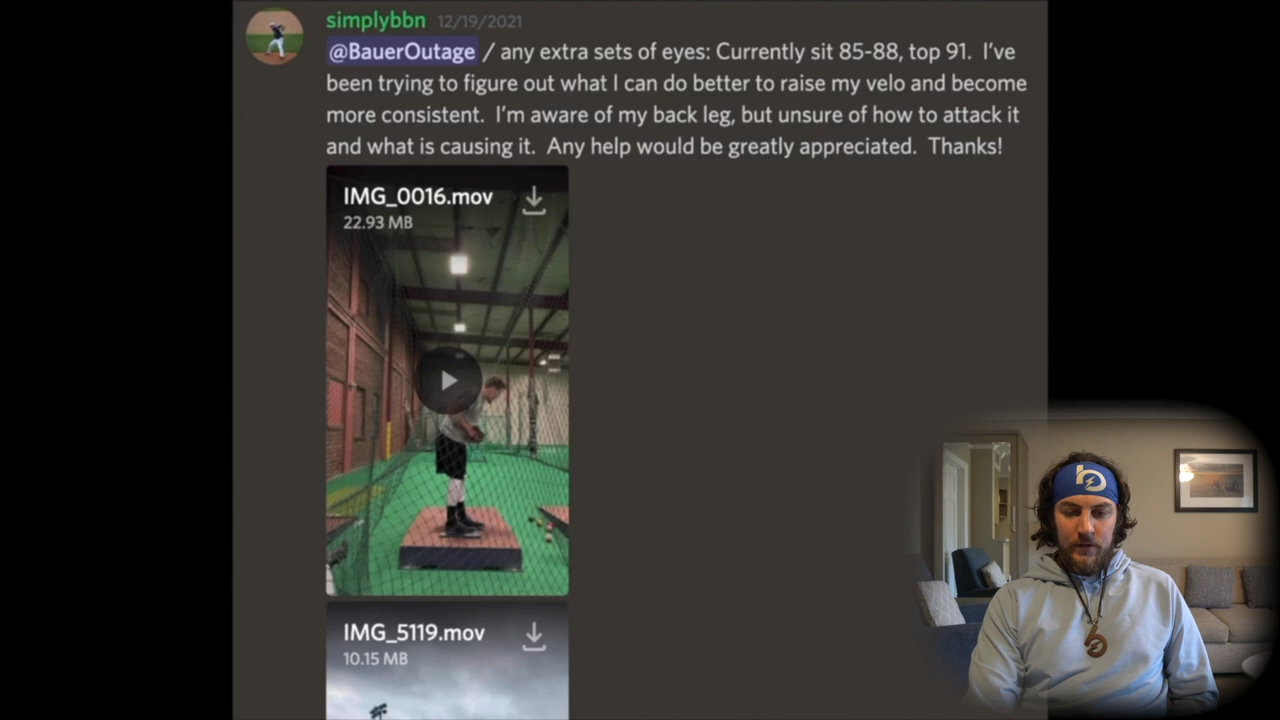 simplybbn 12/19/2021
@BauerOutage / any extra sets of eyes: Currently sit 85-88, top 91. I've
been trying to figure out what I can do better to raise my velo and become
more consistent. I'm aware of my back leg, but unsure of how to attack it
and what is causing it. Any help would be greatly appreciated. Thanks!
IMG_0016.mov
22.93 MB
IMG_5119.mov
10.15 MB